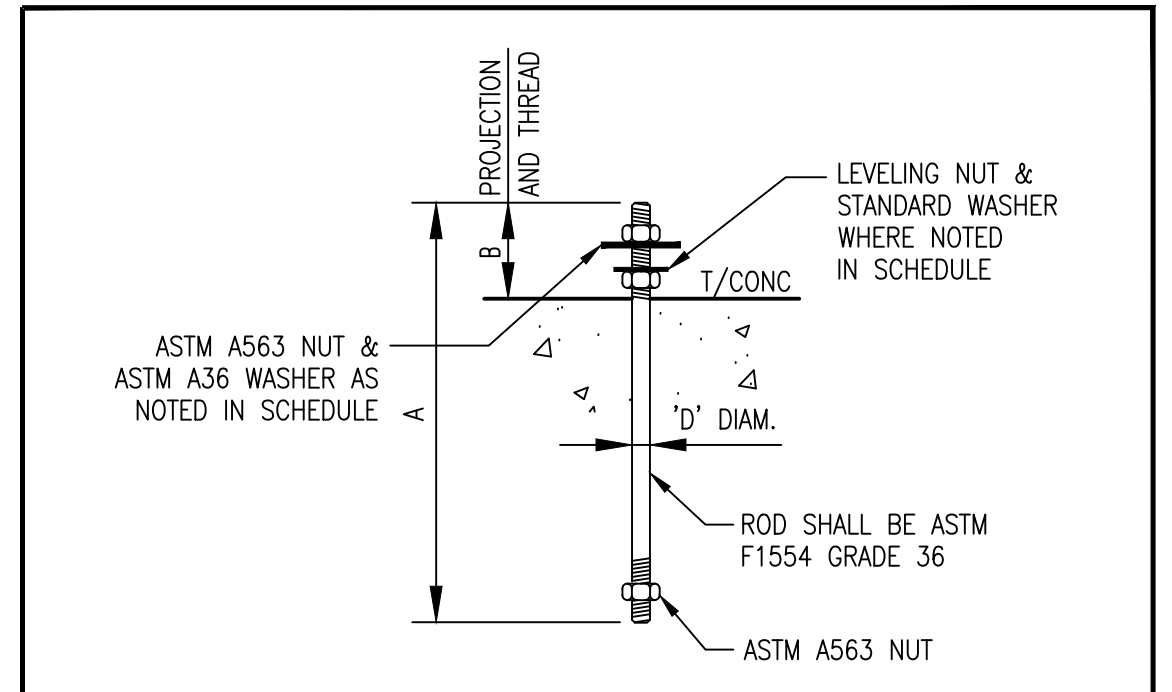 PROJECTION
AND THREAD
B
LEVELING NUT &
STANDARD WASHER
WHERE NOTED
IN SCHEDULE
T/CONC
ASTM A563 NUT &
ASTM A36 WASHER AS
NOTED IN SCHEDULE
A
'D' DIAM.
ROD SHALL BE ASTM
F1554 GRADE 36
ASTM A563 NUT